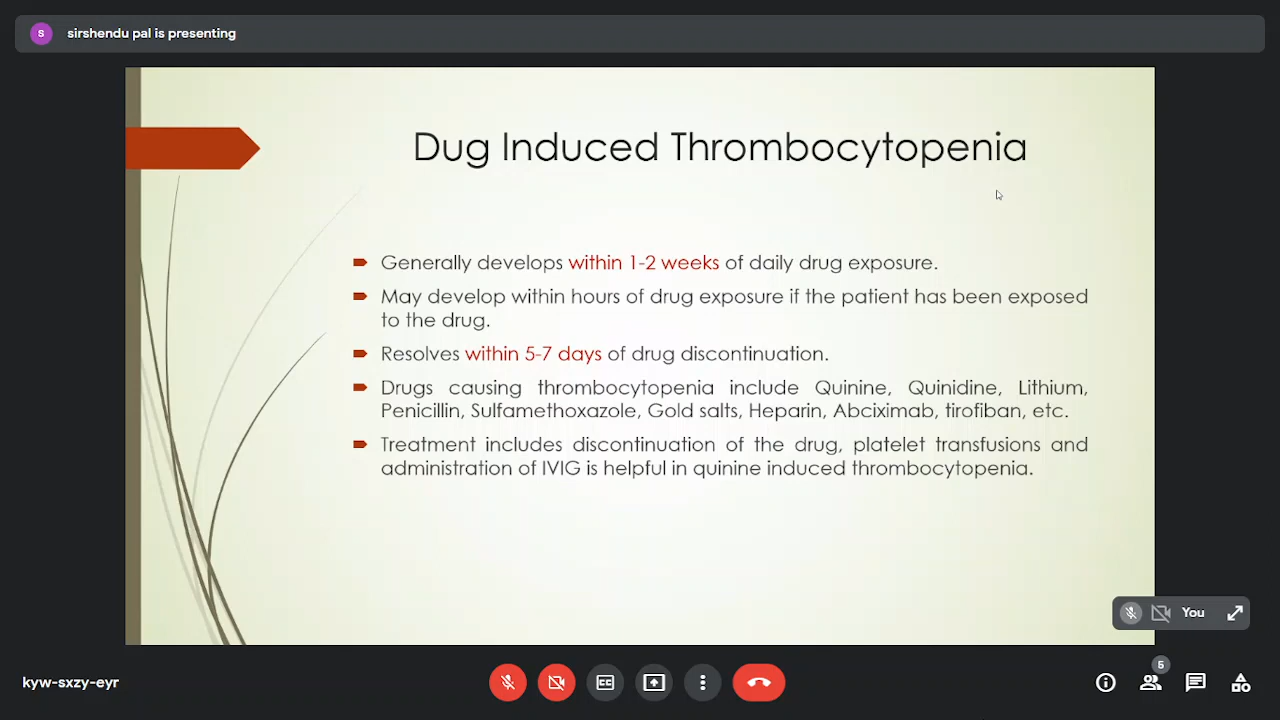 S sirshendu pal is presenting
Dug Induced Thrombocytopenia
Generally develops within 1-2 weeks of daily drug exposure.
May develop within hours of drug exposure if the patient has been exposed
to the drug.
Resolves within 5-7 days of drug discontinuation.
Drugs causing thrombocytopenia include Quinine, Quinidine, Lithium,
Penicillin, Sulfamethoxazole, Gold salts, Heparin, Abciximab, tirofiban, etc.
Treatment includes discontinuation of the drug, platelet transfusions and
administration of IVIG is helpful in quinine induced thrombocytopenia.
You
kyw-sxzy-eyr
CC
5